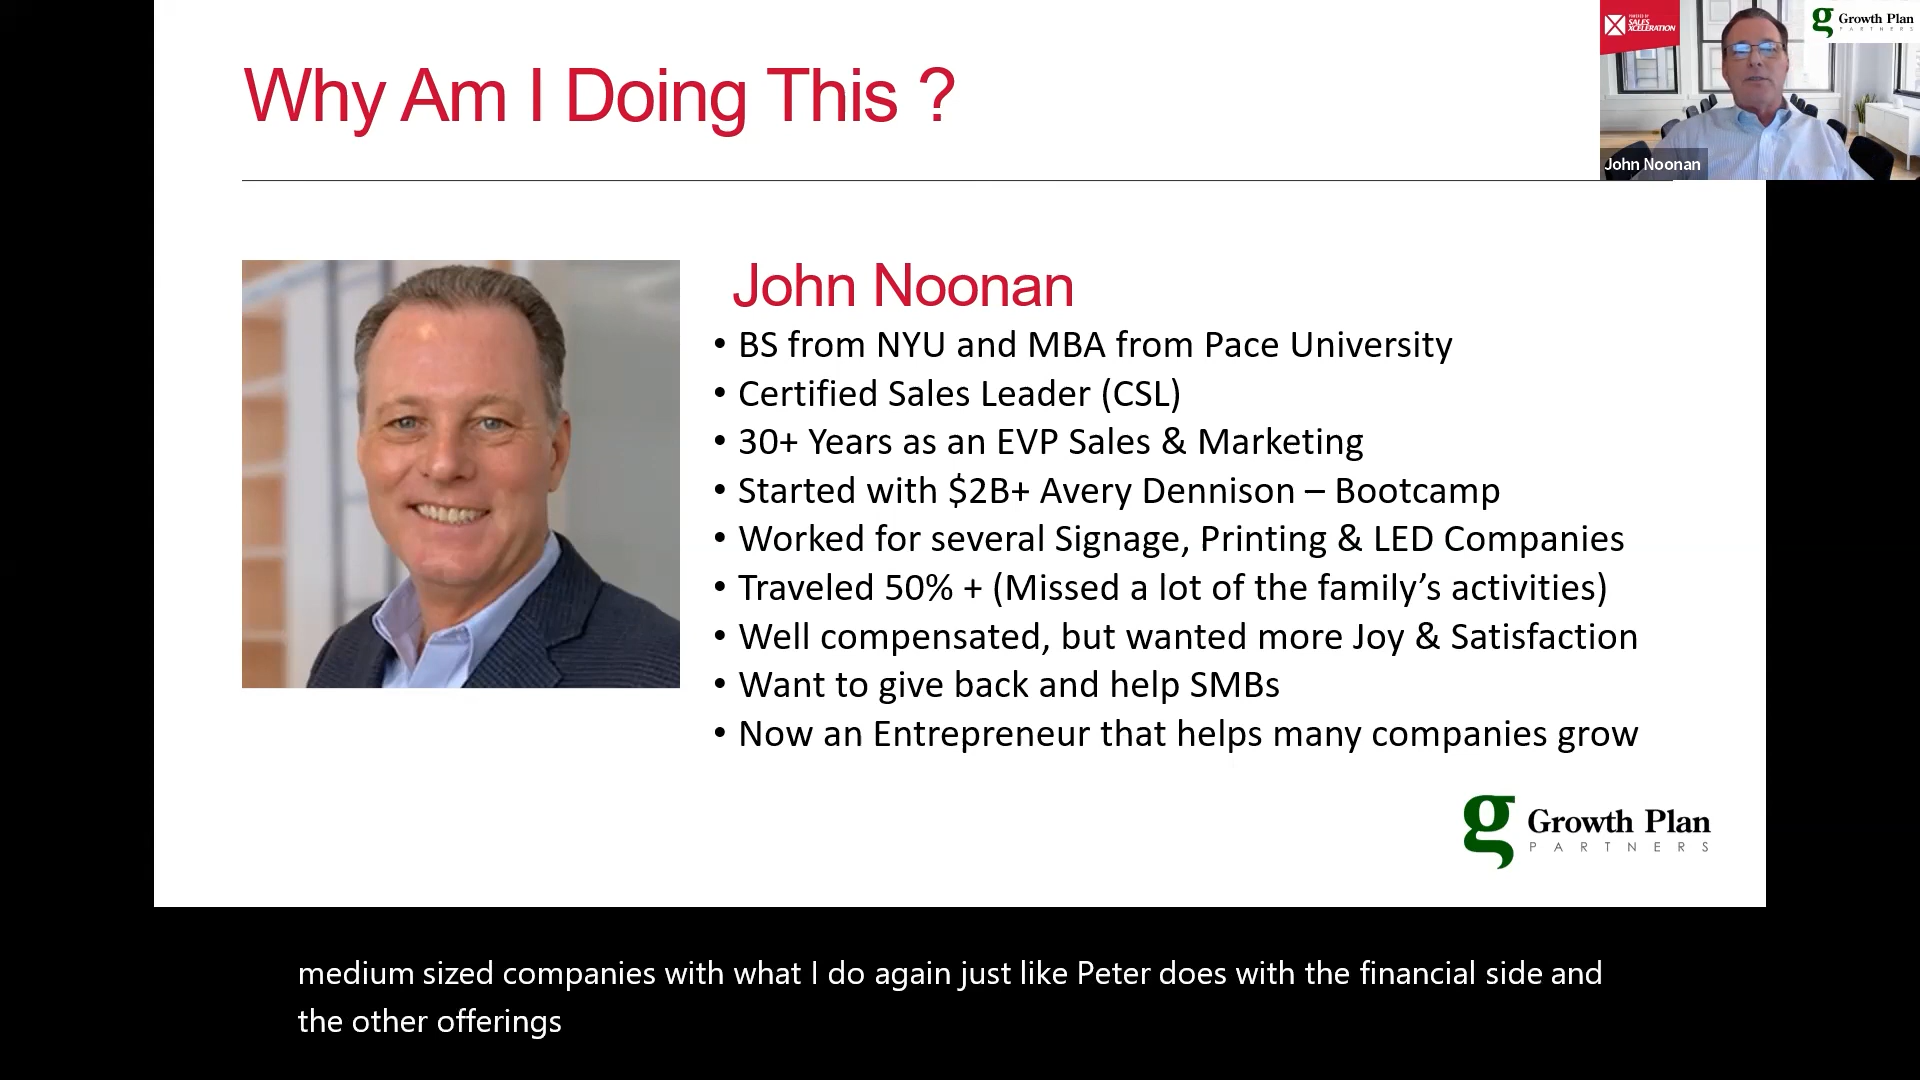 Why Am I Doing This ?
POWERED BY
SALES
XCELERATION
Growth Plan
PARTNERS
John Noonan
John Noonan
• BS from NYU and MBA from Pace University
• Certified Sales Leader (CSL)
• 30+ Years as an EVP Sales & Marketing
• Started with $2B+ Avery Dennison – Bootcamp
• Worked for several Signage, Printing & LED Companies
• Traveled 50% + (Missed a lot of the family’s activities)
• Well compensated, but wanted more Joy & Satisfaction
• Want to give back and help SMBs
• Now an Entrepreneur that helps many companies grow
g Growth Plan
PARTNERS
medium sized companies with what I do again just like Peter does with the financial side and
the other offerings